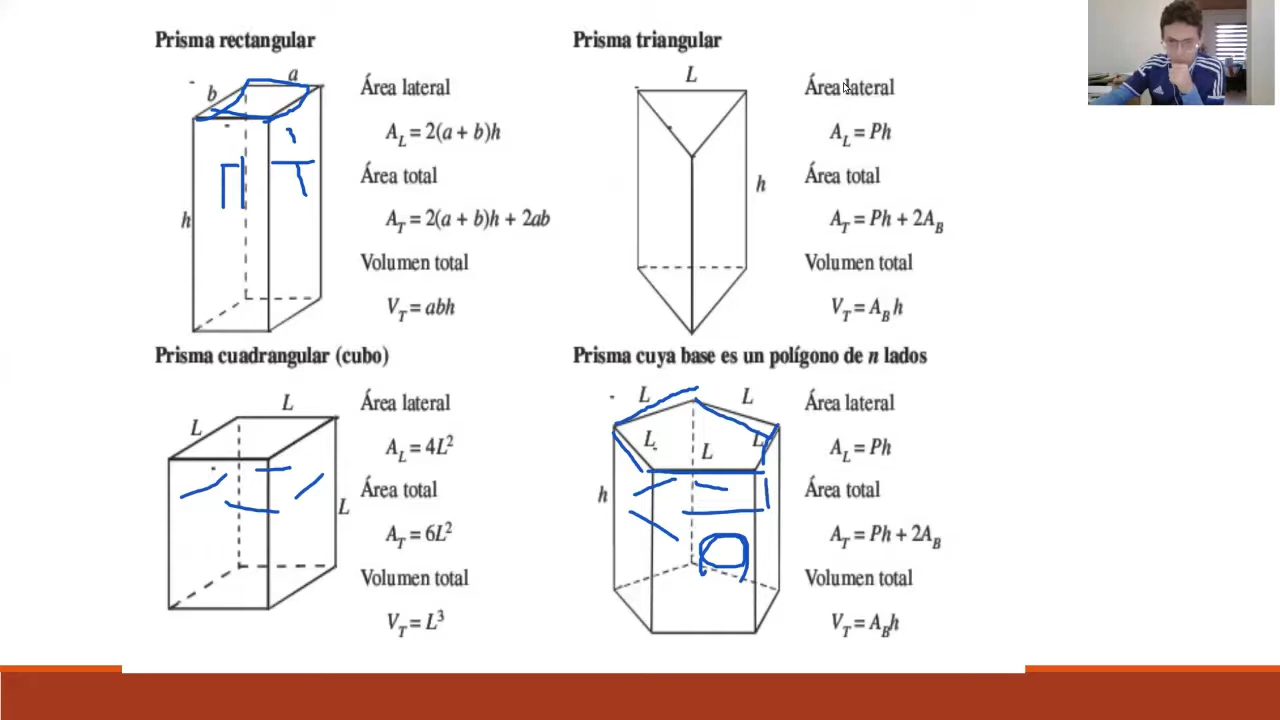 Prisma rectangular
a
b
h
Área lateral
A_L = 2(a + b)h
Área total
A_T = 2(a + b)h + 2ab
Volumen total
V_T = abh
Prisma triangular
L
h
Área lateral
A_L = Ph
Área total
A_T = Ph + 2A_B
Volumen total
V_T = A_B h
Prisma cuadrangular (cubo)
L
L
L
Área lateral
A_L = 4L²
Área total
A_T = 6L²
Volumen total
V_T = L³
Prisma cuya base es un polígono de n lados
L
L
L
L
L
h
Área lateral
A_L = Ph
Área total
A_T = Ph + 2A_B
Volumen total
V_T = A_B h